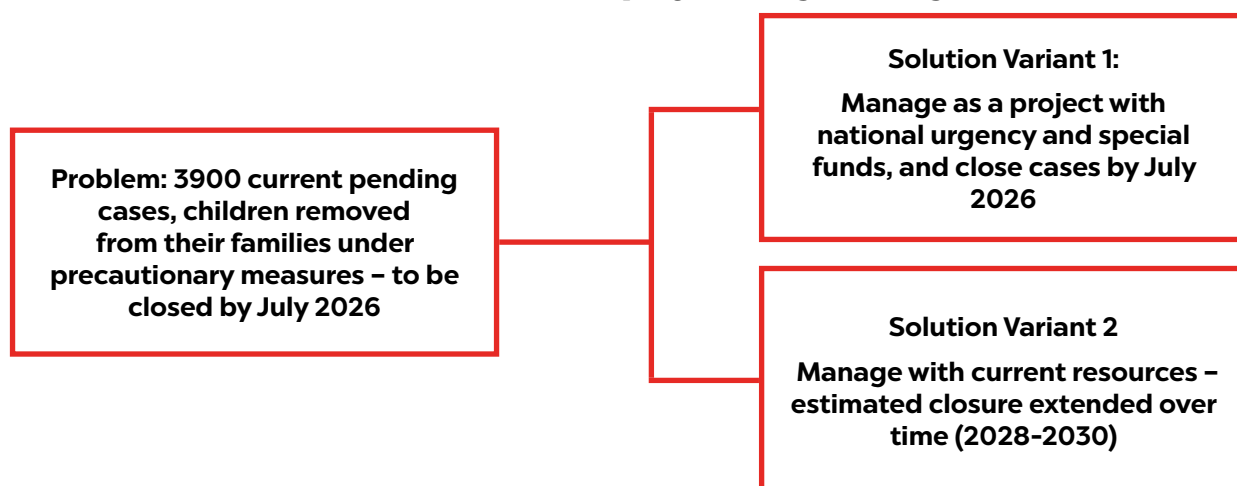 Solution Variant 1:
Manage as a project with
national urgency and special
funds, and close cases by July
2026
Problem: 3900 current pending
cases, children removed
from their families under
precautionary measures – to be
closed by July 2026
Solution Variant 2
Manage with current resources –
estimated closure extended over
time (2028-2030)